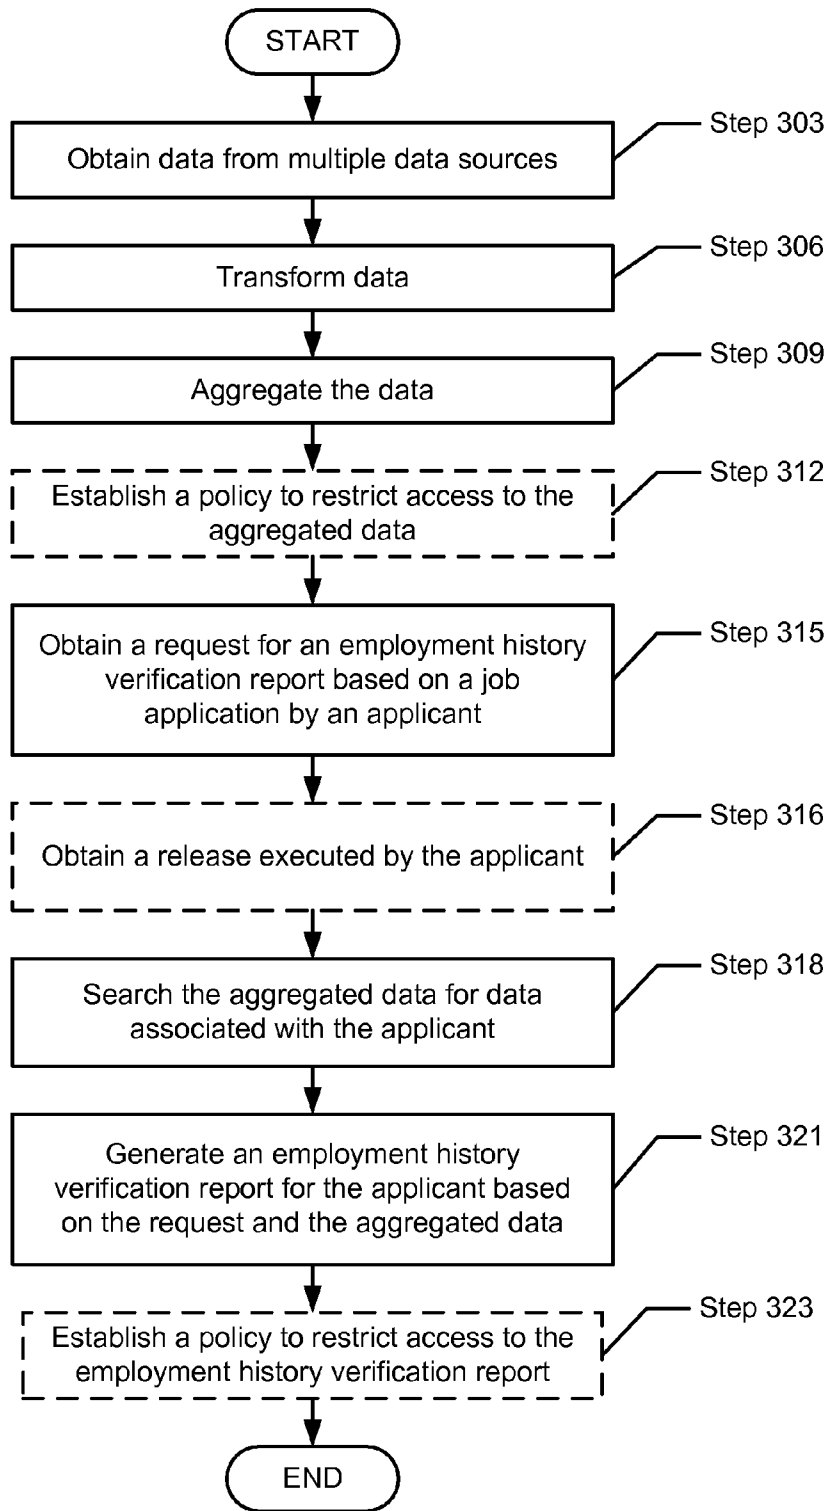 START
Step 303
Obtain data from multiple data sources
Step 306
Transform data
Step 309
Aggregate the data
Step 312
Establish a policy to restrict access to the
aggregated data
Step 315
Obtain a request for an employment history
verification report based on a job
application by an applicant
Step 316
Obtain a release executed by the applicant
Step 318
Search the aggregated data for data
associated with the applicant
Step 321
Generate an employment history
verification report for the applicant based
on the request and the aggregated data
Step 323
Establish a policy to restrict access to the
employment history verification report
END